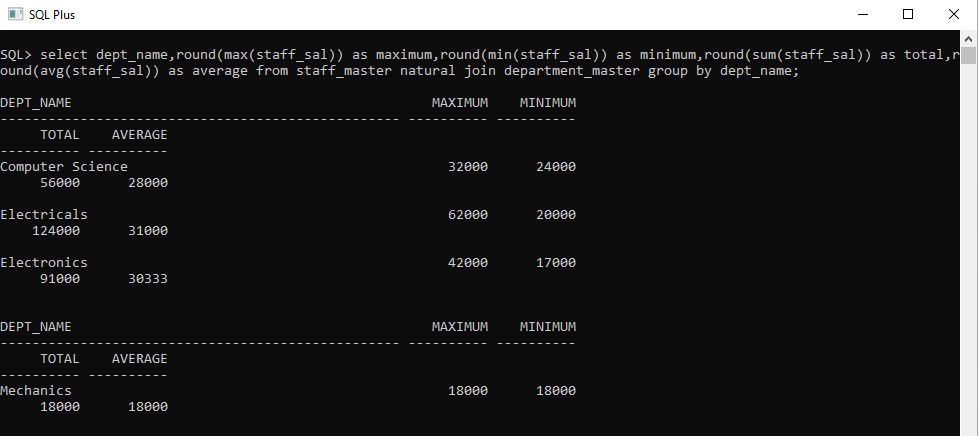 SQL Plus
SQL> select dept_name,round(max(staff_sal)) as maximum,round(min(staff_sal)) as minimum,round(sum(staff_sal)) as total,r
ound(avg(staff_sal)) as average from staff_master natural join department_master group by dept_name;
DEPT_NAME                                             MAXIMUM    MINIMUM
-------------------------------------------------- ---------- ----------
     TOTAL    AVERAGE
---------- ----------
Computer Science                                        32000      24000
     56000      28000
Electricals                                             62000      20000
    124000      31000
Electronics                                             42000      17000
     91000      30333
DEPT_NAME                                             MAXIMUM    MINIMUM
-------------------------------------------------- ---------- ----------
     TOTAL    AVERAGE
---------- ----------
Mechanics                                               18000      18000
     18000      18000